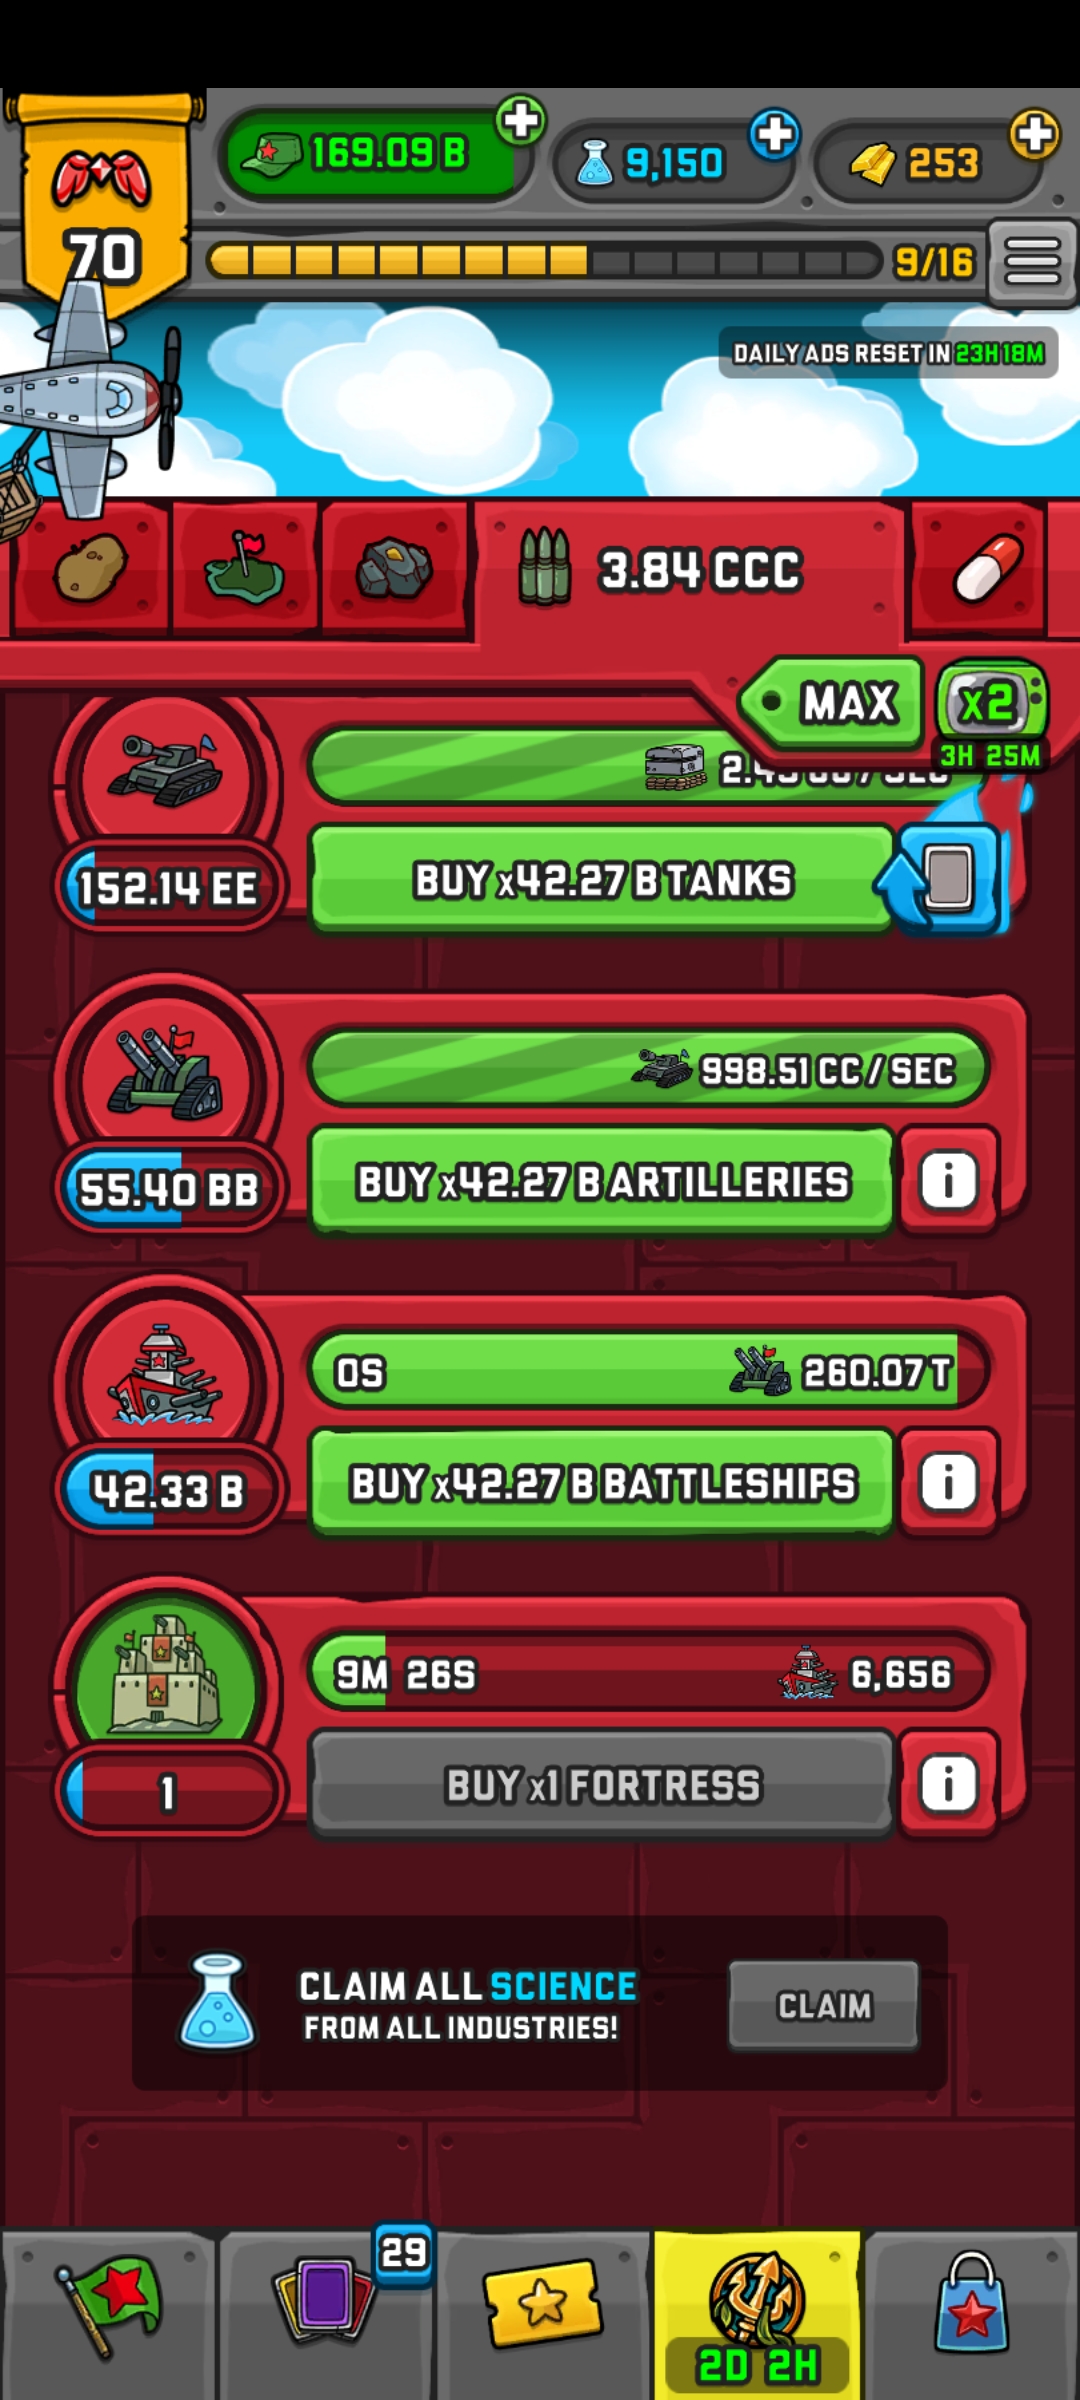 169.09 B
9,150
253
70
9/16
DAILY ADS RESET IN 23H 18M
3.84 CCC
MAX
x2
3H 25M
152.14 EE
BUY x42.27 B TANKS
998.51 CC / SEC
55.40 BB
BUY x42.27 B ARTILLERIES
i
0S
260.07 T
42.33 B
BUY x42.27 B BATTLESHIPS
i
9M 26S
6,656
1
BUY x1 FORTRESS
i
CLAIM ALL SCIENCE
FROM ALL INDUSTRIES!
CLAIM
29
2D 2H